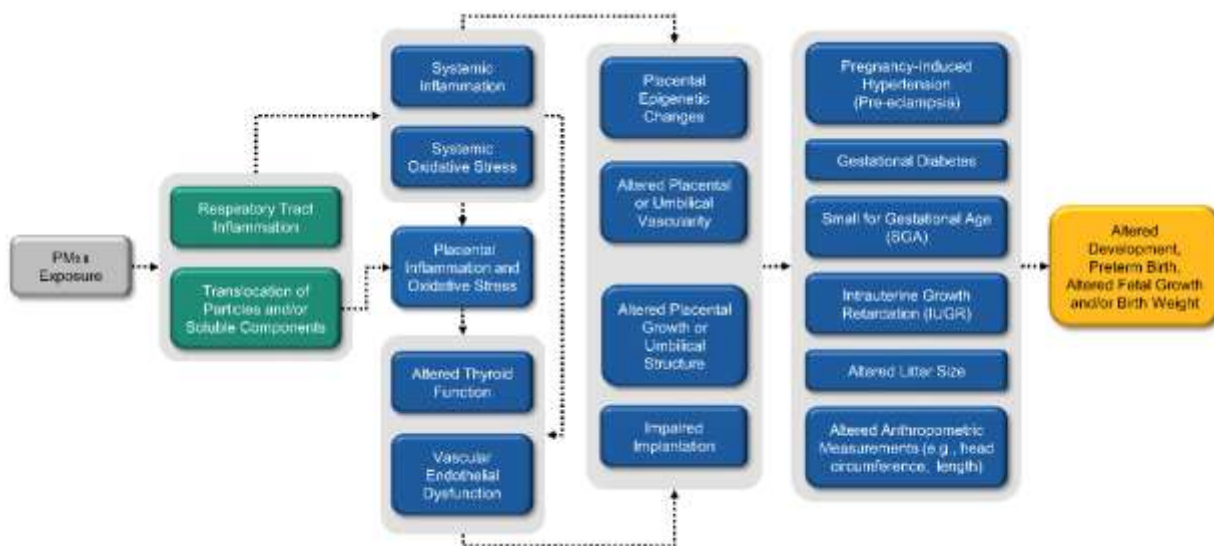 PM2.5
Exposure
Respiratory Tract
Inflammation
Translocation of
Particles and/or
Soluble Components
Systemic
Inflammation
Systemic
Oxidative Stress
Placental
Inflammation and
Oxidative Stress
Altered Thyroid
Function
Vascular
Endothelial
Dysfunction
Placental
Epigenetic
Changes
Altered Placental
or Umbilical
Vascularity
Altered Placental
Growth or
Umbilical
Structure
Impaired
Implantation
Pregnancy-induced
Hypertension
(Pre-eclampsia)
Gestational Diabetes
Small for Gestational Age
(SGA)
Intrauterine Growth
Retardation (IUGR)
Altered Litter Size
Altered Anthropometric
Measurements (e.g., head
circumference, length)
Altered
Development,
Preterm Birth,
Altered Fetal Growth
and/or Birth Weight